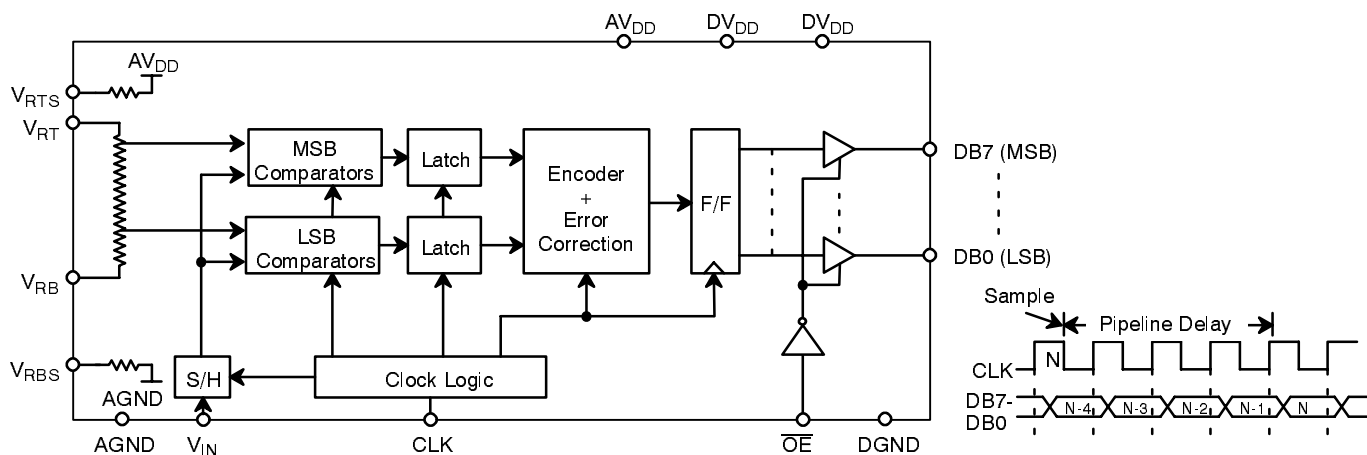 AVDD DVDD DVDD
AVDD
VRTS
VRT
MSB
Comparators
Latch
Encoder
+
Error
Correction
F/F
DB7 (MSB)
LSB
Comparators
Latch
DB0 (LSB)
VRB
VRBS
AGND
S/H
Clock Logic
AGND
VIN
CLK
OE
DGND
Sample
Pipeline Delay
CLK
N
DB7-
DB0
N-4 N-3 N-2 N-1 N